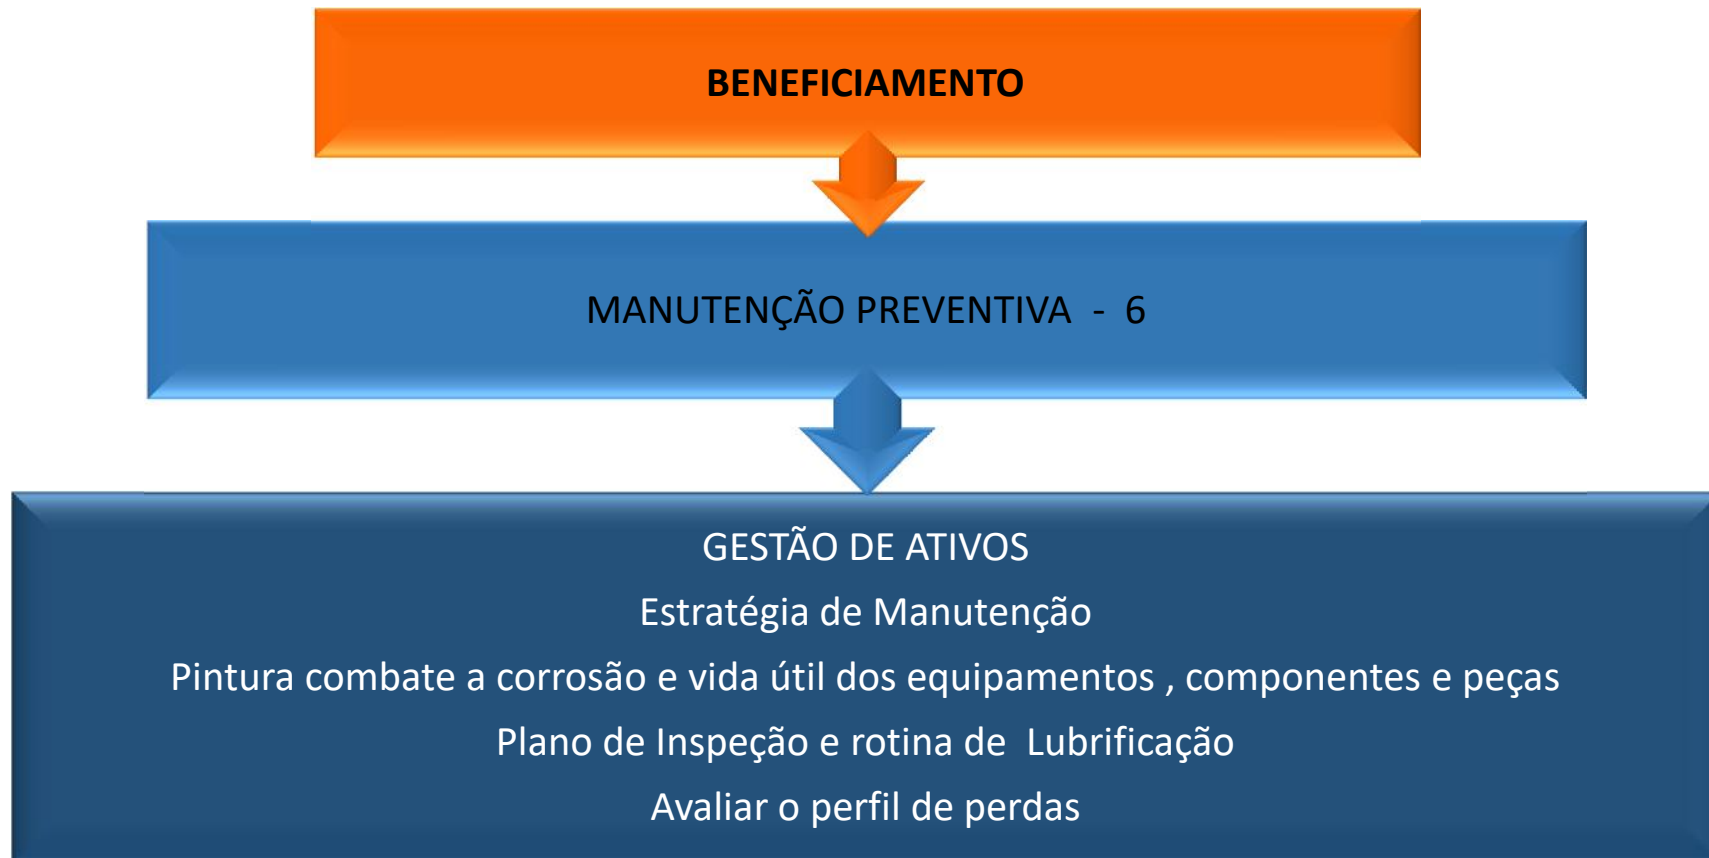 BENEFICIAMENTO
MANUTENÇÃO PREVENTIVA - 6
GESTÃO DE ATIVOS
Estratégia de Manutenção
Pintura combate a corrosão e vida útil dos equipamentos , componentes e peças
Plano de Inspeção e rotina de Lubrificação
Avaliar o perfil de perdas